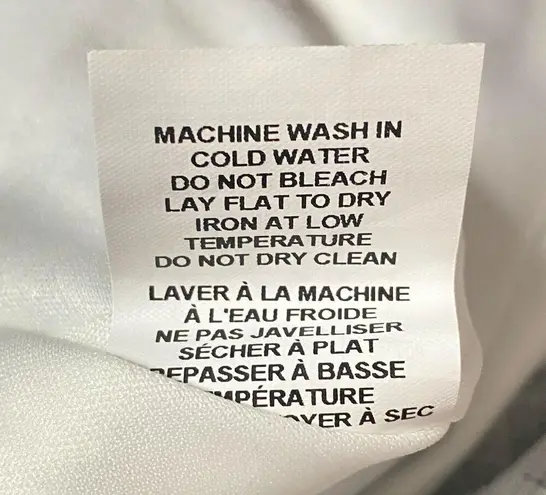 MACHINE WASH IN
COLD WATER
DO NOT BLEACH
LAY FLAT TO DRY
IRON AT LOW
TEMPERATURE
DO NOT DRY CLEAN
LAVER À LA MACHINE
À L'EAU FROIDE
NE PAS JAVELLISER
SÉCHER À PLAT
REPASSER À BASSE
TEMPÉRATURE
À SEC